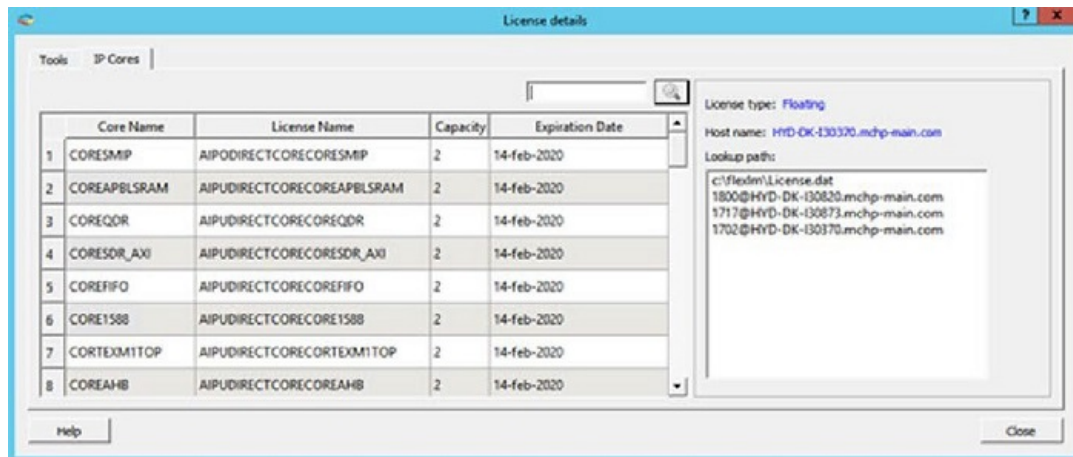 License details
? x
Tools IP Cores
Core Name License Name Capacity Expiration Date
1 CORESMIP AIPODIRECTCORECORESMIP 2 14-feb-2020
2 COREAPBLSRAM AIPUDIRECTCORECOREAPBLSRAM 2 14-feb-2020
3 COREQDR AIPUDIRECTCORECOREQDR 2 14-feb-2020
4 CORESDR_AXI AIPUDIRECTCORECORESDR_AXI 2 14-feb-2020
5 COREFIFO AIPUDIRECTCORECOREFIFO 2 14-feb-2020
6 CORE1588 AIPUDIRECTCORECORE1588 2 14-feb-2020
7 CORTEXM1TOP AIPUDIRECTCORECORTEXM1TOP 2 14-feb-2020
8 COREAHB AIPUDIRECTCORECOREAHB 2 14-feb-2020
License type: Floating
Host name: HYD-DK-I30370.mchp-main.com
Lookup path:
c:\flexlm\License.dat
1800@HYD-DK-I30820.mchp-main.com
1717@HYD-DK-I30873.mchp-main.com
1702@HYD-DK-I30370.mchp-main.com
Help Close